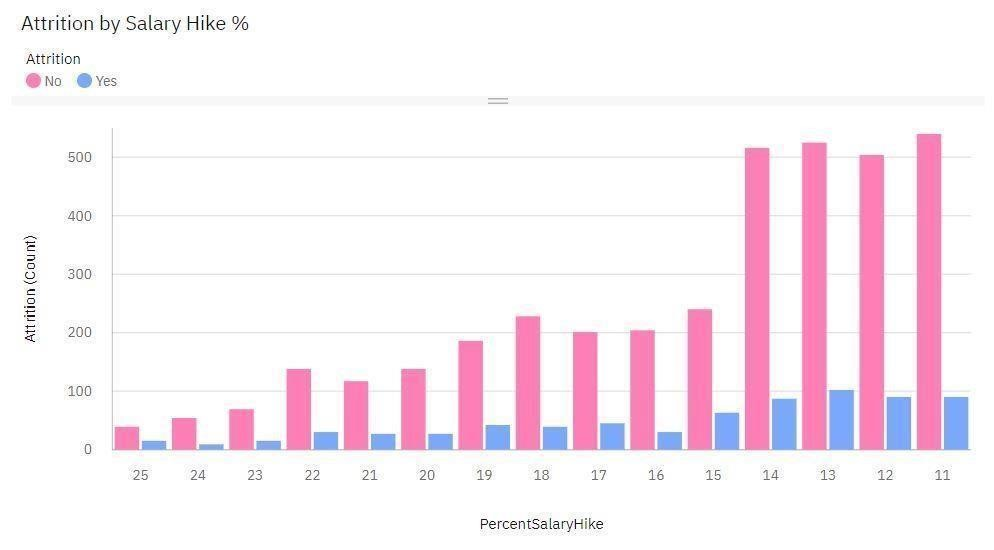 Attrition by Salary Hike %
Attrition
No Yes
500
400
300
200
100
0
Attrition (Count)
25 24 23 22 21 20 19 18 17 16 15 14 13 12 11
PercentSalaryHike